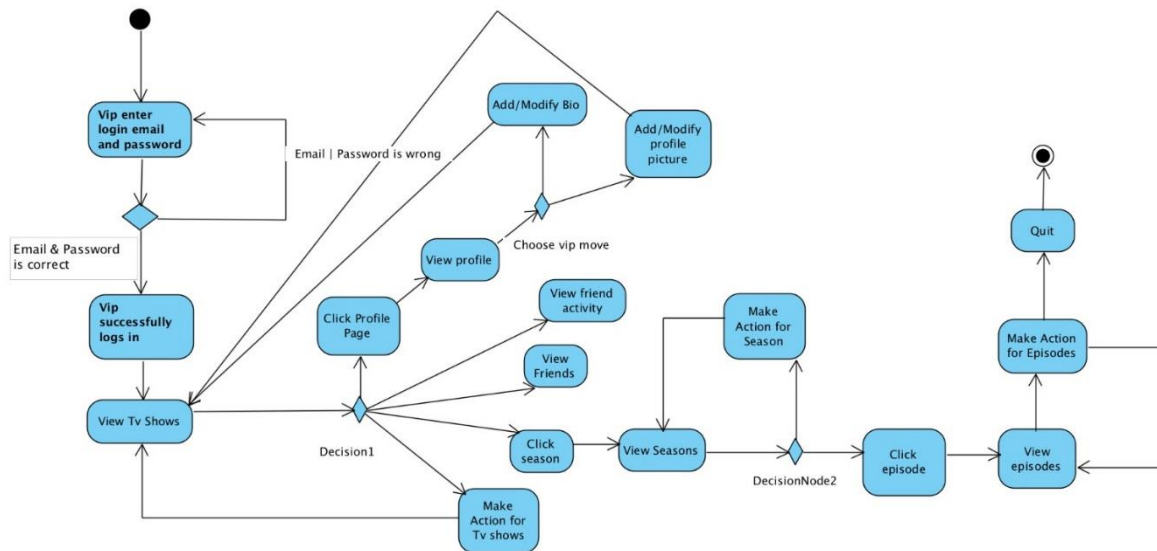 Vip enter
login email
and password
Email | Password is wrong
Email & Password
is correct
Vip
successfully
logs in
View Tv Shows
Decision1
Click Profile
Page
View profile
Choose vip move
Add/Modify Bio
Add/Modify
profile
picture
View friend
activity
View
Friends
Click
season
Make
Action for
Tv shows
View Seasons
Make
Action for
Season
DecisionNode2
Click
episode
View
episodes
Make Action
for Episodes
Quit